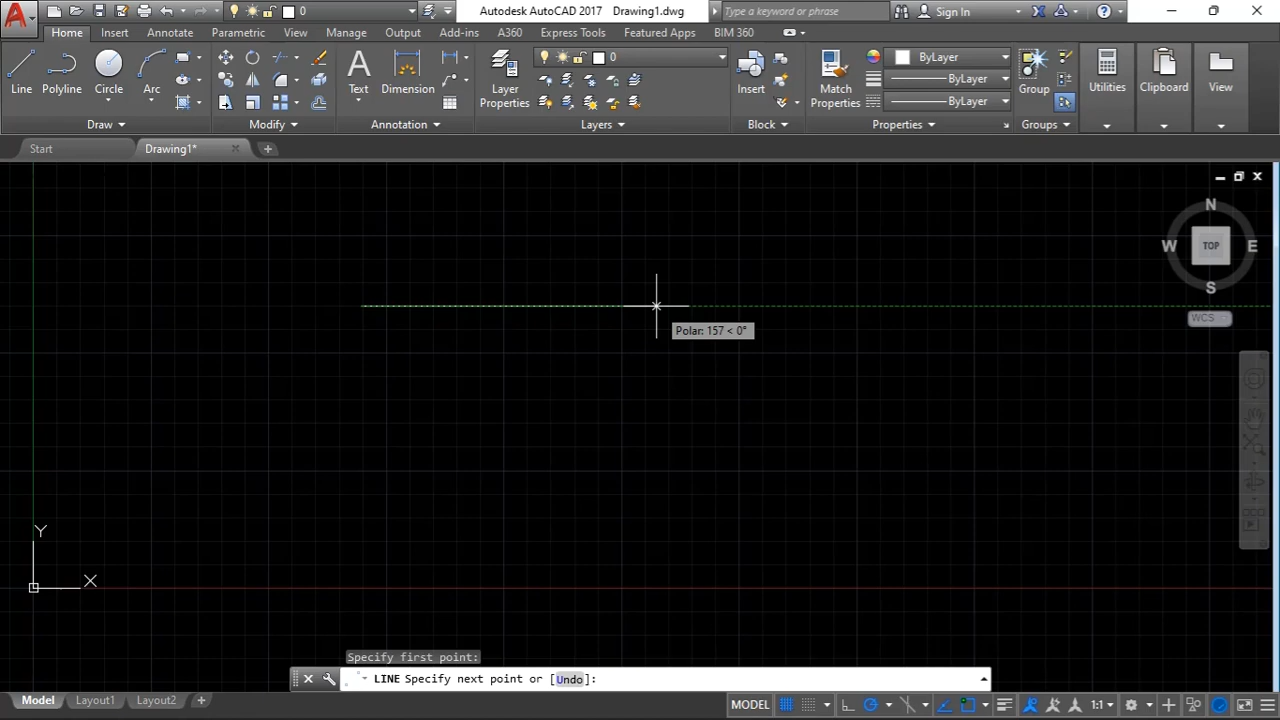 0 Autodesk AutoCAD 2017 Drawing1.dwg Type a keyword or phrase Sign In
Home Insert Annotate Parametric View Manage Output Add-ins A360 Express Tools Featured Apps BIM 360
0 ByLayer
ByLayer
ByLayer
Line Polyline Circle Arc Text Dimension Layer Properties Insert Match Properties Group Utilities Clipboard View
Draw Modify Annotation Layers Block Properties Groups
Start Drawing1*
N
W TOP E
S
WCS
Polar: 157 < 0°
Y
X
Specify first point:
LINE Specify next point or [Undo]:
Model Layout1 Layout2 MODEL 1:1